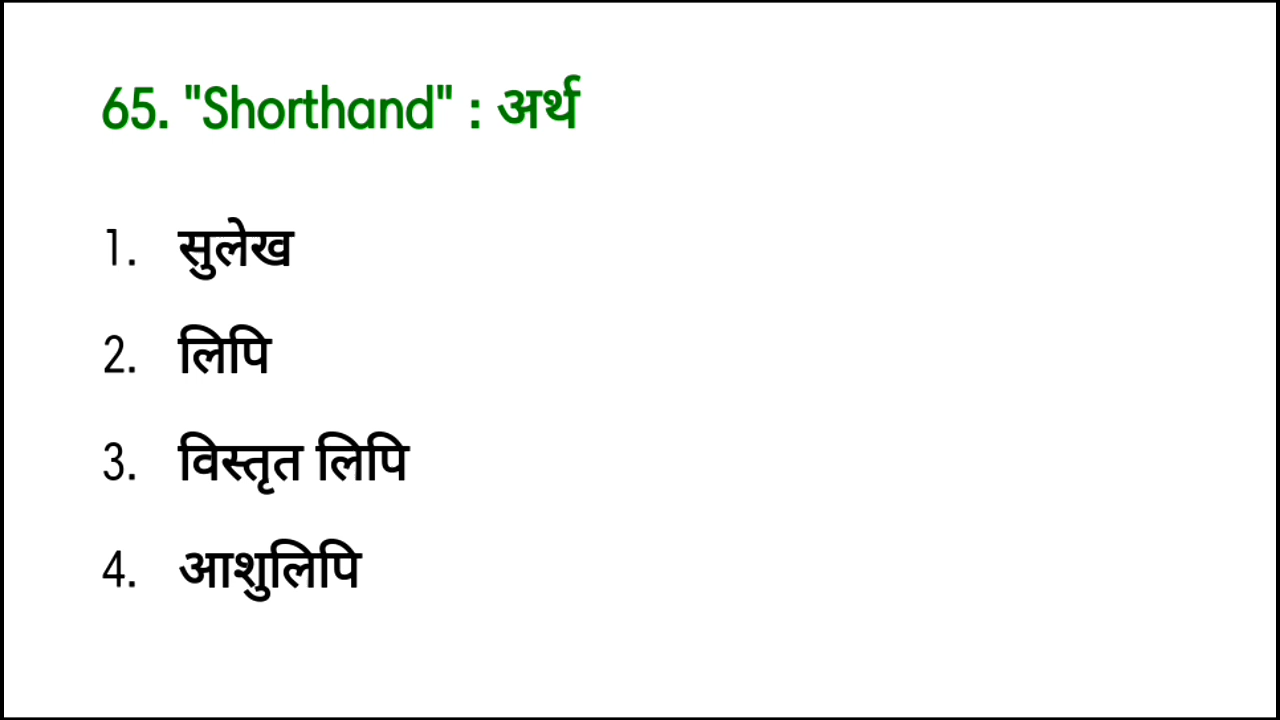 65. "Shorthand" : अर्थ
1. सुलेख
2. लिपि
3. विस्तृत लिपि
4. आशुलिपि